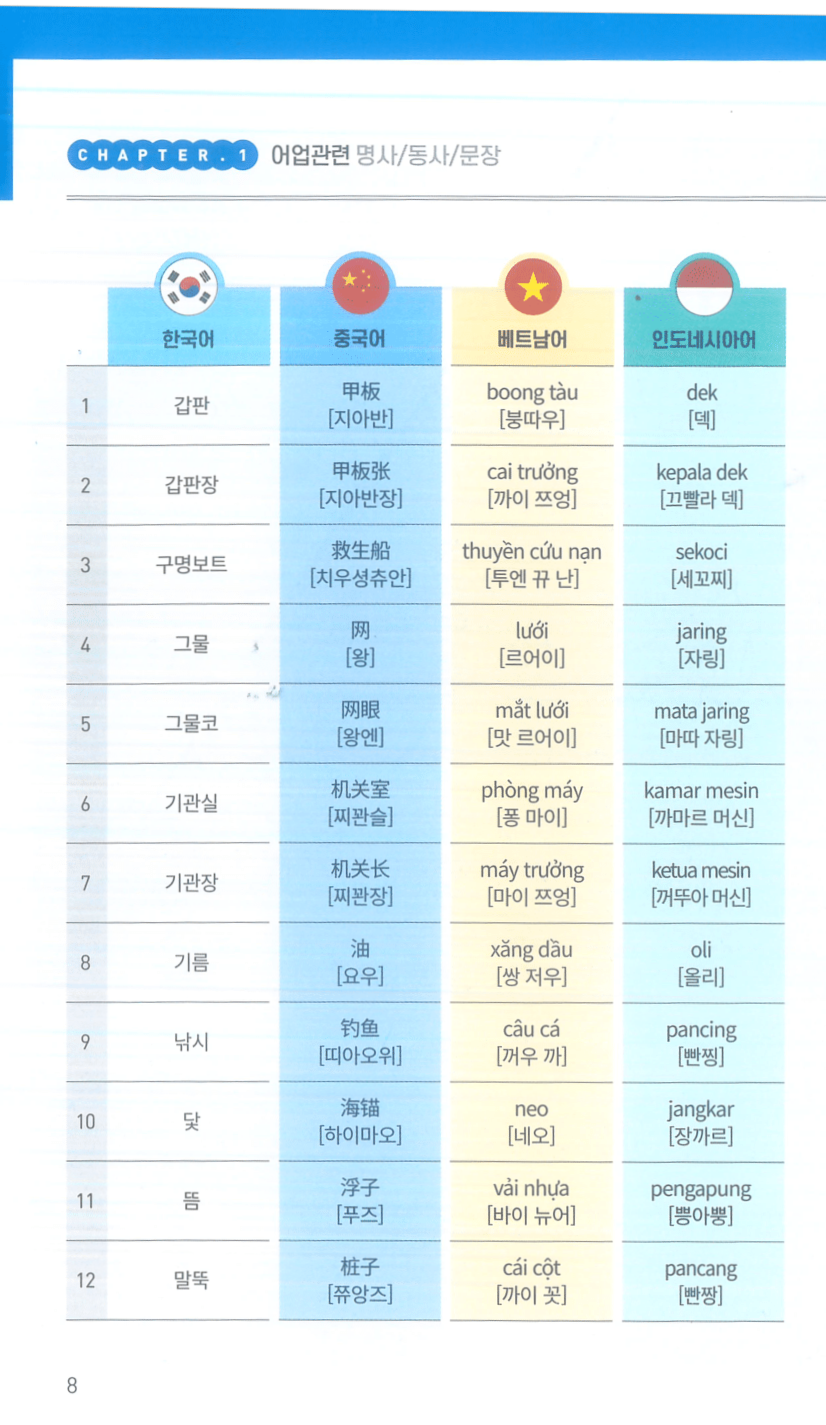 CHAPTER.1 어업관련 명사/동사/문장
한국어 중국어 베트남어 인도네시아어
1 갑판 甲板 boong tàu dek
[지아반] [붕따우] [덱]
2 갑판장 甲板张 cai trưởng kepala dek
[지아반장] [까이 쯔엉] [끄빨라 덱]
3 구명보트 救生船 thuyền cứu nạn sekoci
[치우셩츄안] [투엔 뀨 난] [세꼬찌]
4 그물 网 lưới jaring
[왕] [르어이] [자링]
5 그물코 网眼 mắt lưới mata jaring
[왕엔] [맛 르어이] [마따 자링]
6 기관실 机关室 phòng máy kamar mesin
[찌꽌슬] [퐁 마이] [까마르 머신]
7 기관장 机关长 máy trưởng ketua mesin
[찌꽌장] [마이 쯔엉] [꺼뚜아 머신]
8 기름 油 xăng dầu oli
[요우] [쌍 저우] [올리]
9 낚시 钓鱼 câu cá pancing
[띠아오위] [꺼우 까] [빤찡]
10 닻 海锚 neo jangkar
[하이마오] [네오] [장까르]
11 뜸 浮子 vải nhựa pengapung
[푸즈] [바이 뉴어] [뻥아뿡]
12 말뚝 桩子 cái cột pancang
[쮸앙즈] [까이 꼿] [빤짱]
8